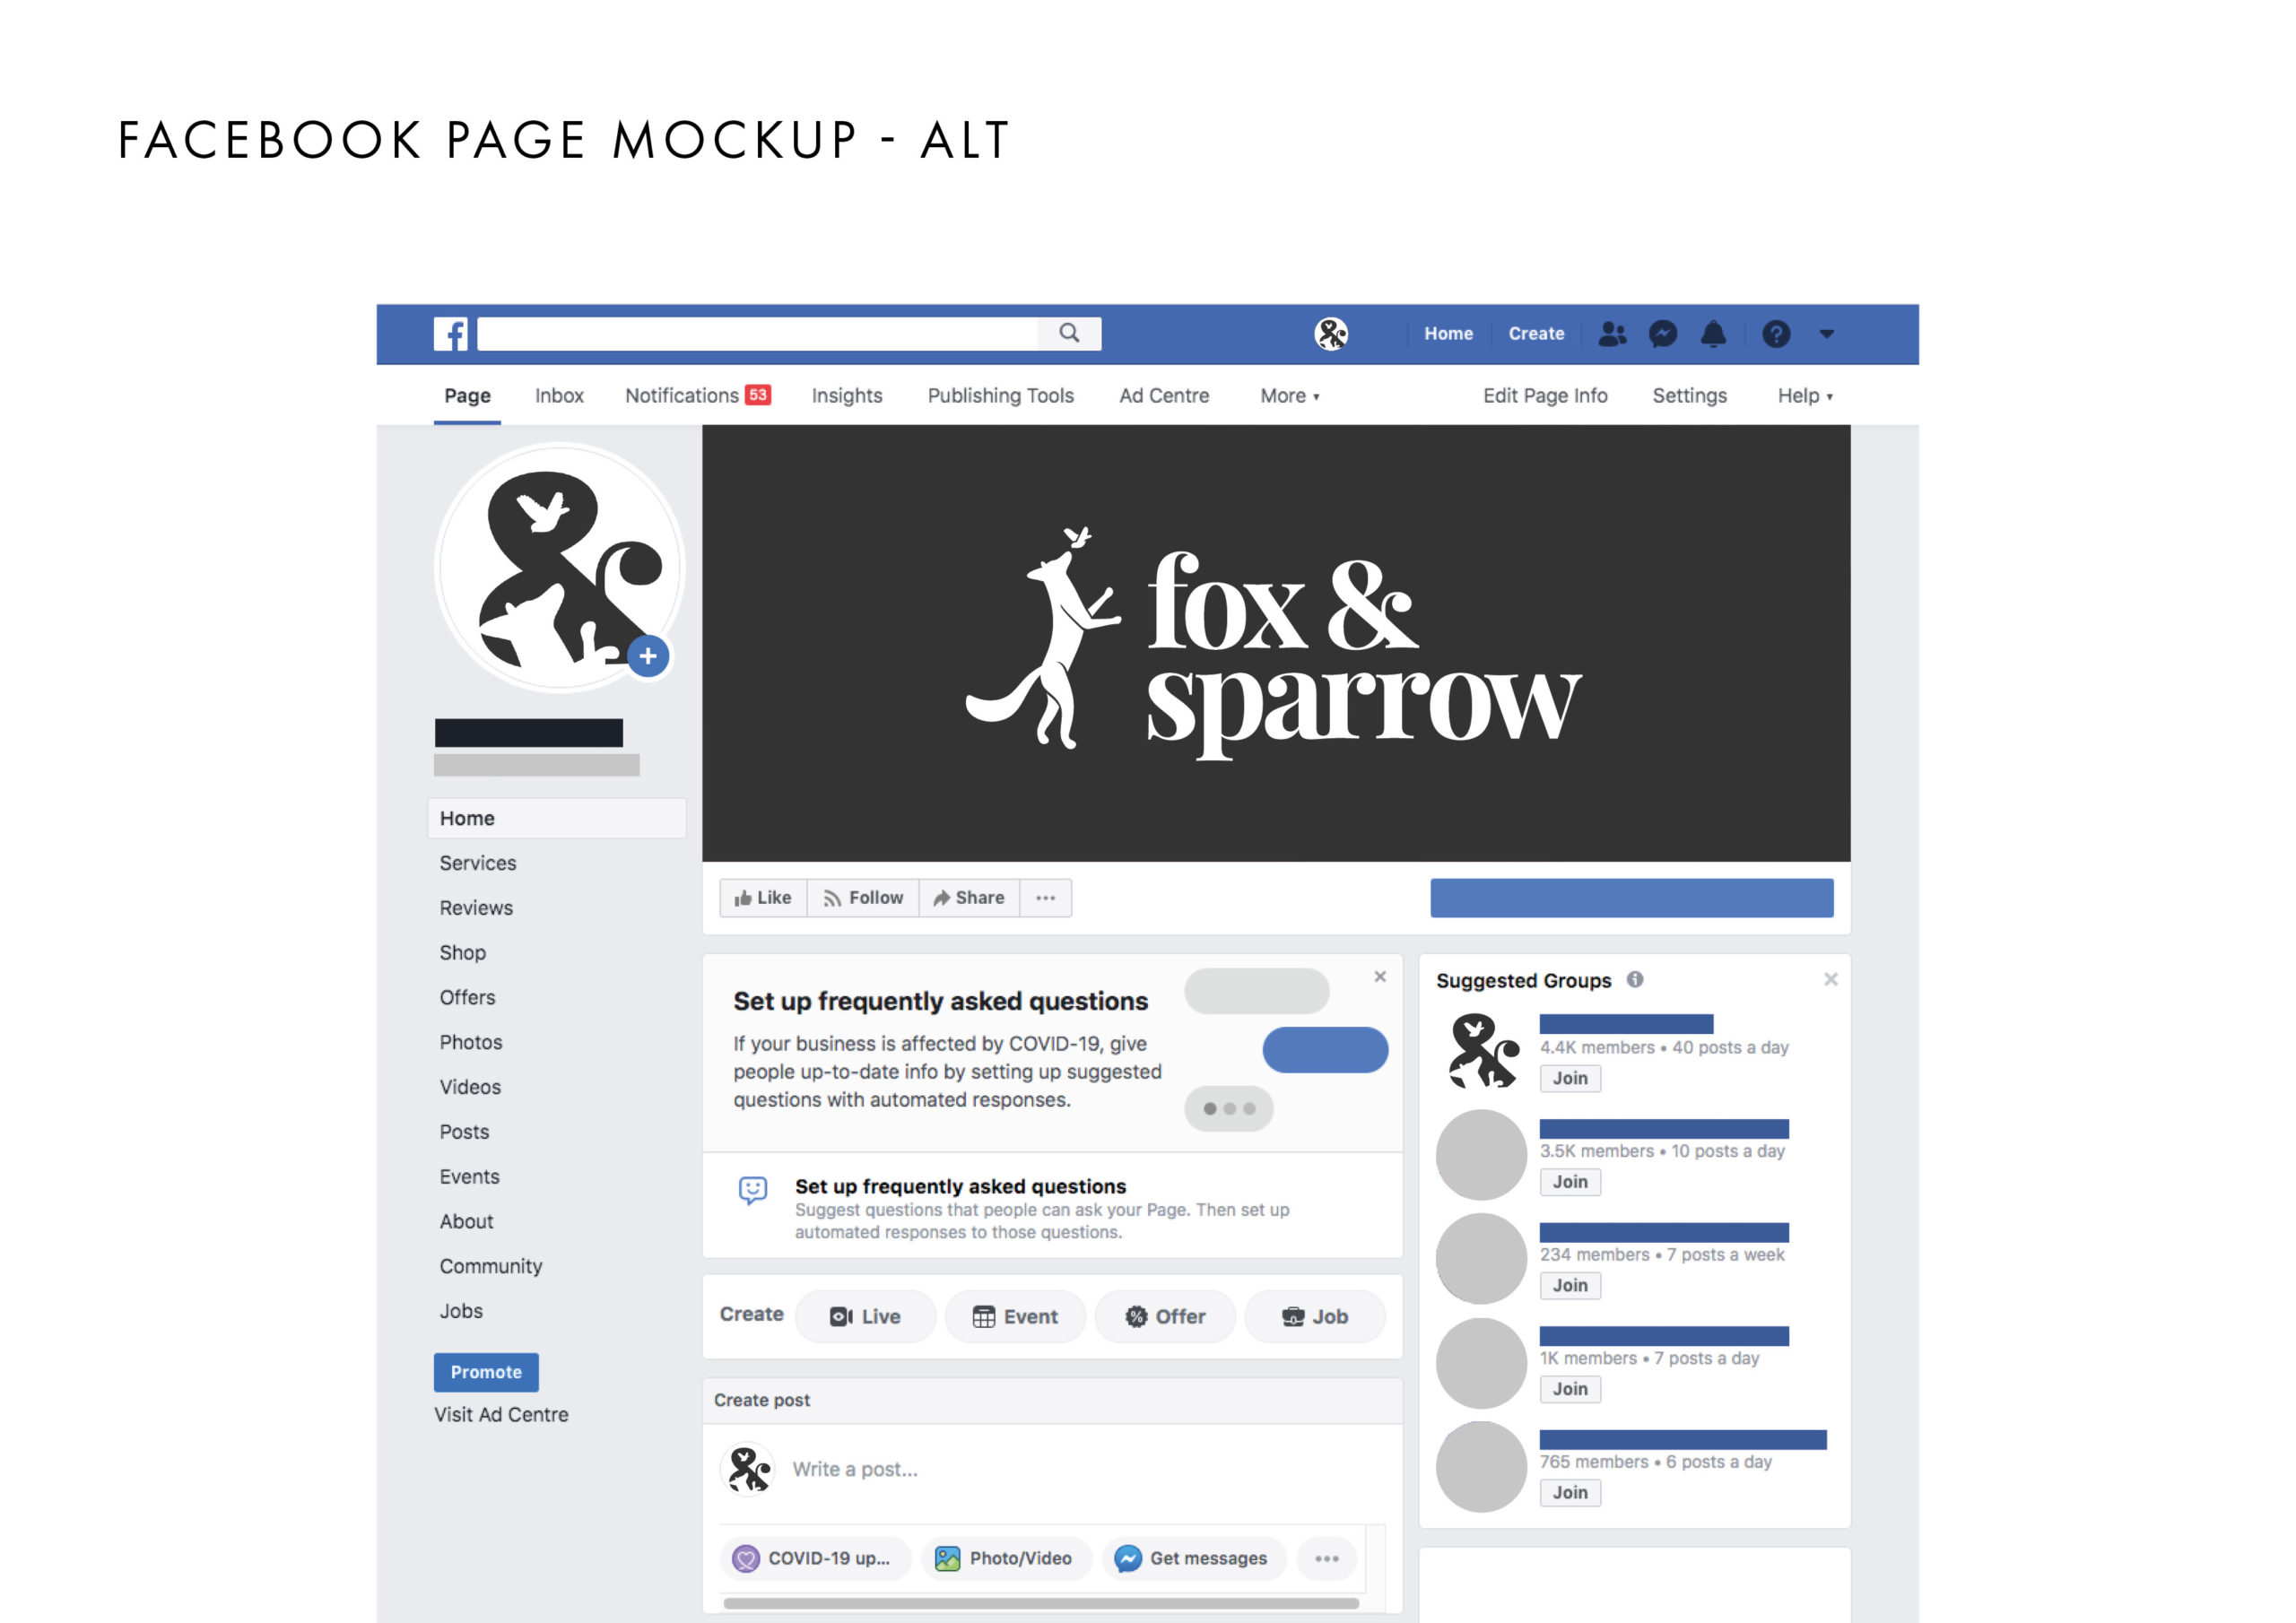 FACEBOOK PAGE MOCKUP - ALT
Home Create
Page Inbox Notifications 53 Insights Publishing Tools Ad Centre More Edit Page Info Settings Help
&
fox &
sparrow
Home
Services
Reviews
Shop
Offers
Photos
Videos
Posts
Events
About
Community
Jobs
Promote
Visit Ad Centre
Like Follow Share
Set up frequently asked questions
If your business is affected by COVID-19, give
people up-to-date info by setting up suggested
questions with automated responses.
Set up frequently asked questions
Suggest questions that people can ask your Page. Then set up
automated responses to those questions.
Create Live Event Offer Job
Create post
Write a post...
COVID-19 up... Photo/Video Get messages
Suggested Groups
4.4K members • 40 posts a day
Join
3.5K members • 10 posts a day
Join
234 members • 7 posts a week
Join
1K members • 7 posts a day
Join
765 members • 6 posts a day
Join